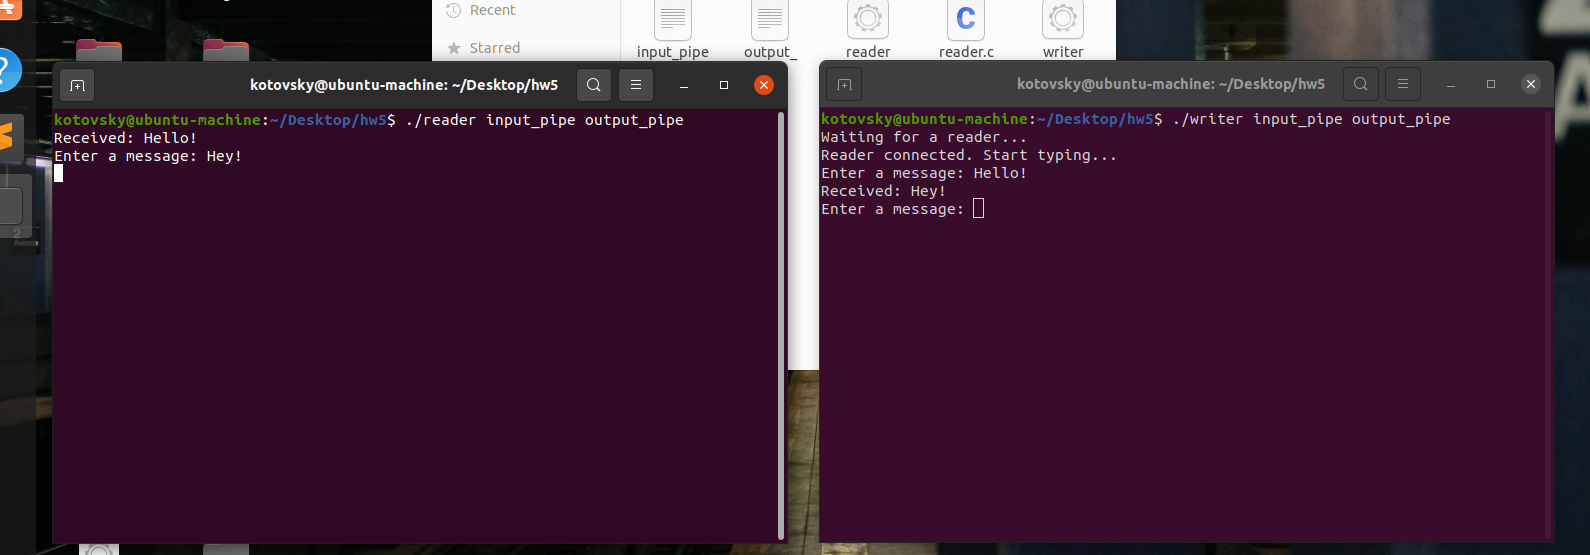 Recent
Starred
input_pipe
output_
reader
reader.c
writer
kotovsky@ubuntu-machine: ~/Desktop/hw5
kotovsky@ubuntu-machine:~/Desktop/hw5$ ./reader input_pipe output_pipe
Received: Hello!
Enter a message: Hey!
kotovsky@ubuntu-machine: ~/Desktop/hw5
kotovsky@ubuntu-machine:~/Desktop/hw5$ ./writer input_pipe output_pipe
Waiting for a reader...
Reader connected. Start typing...
Enter a message: Hello!
Received: Hey!
Enter a message: